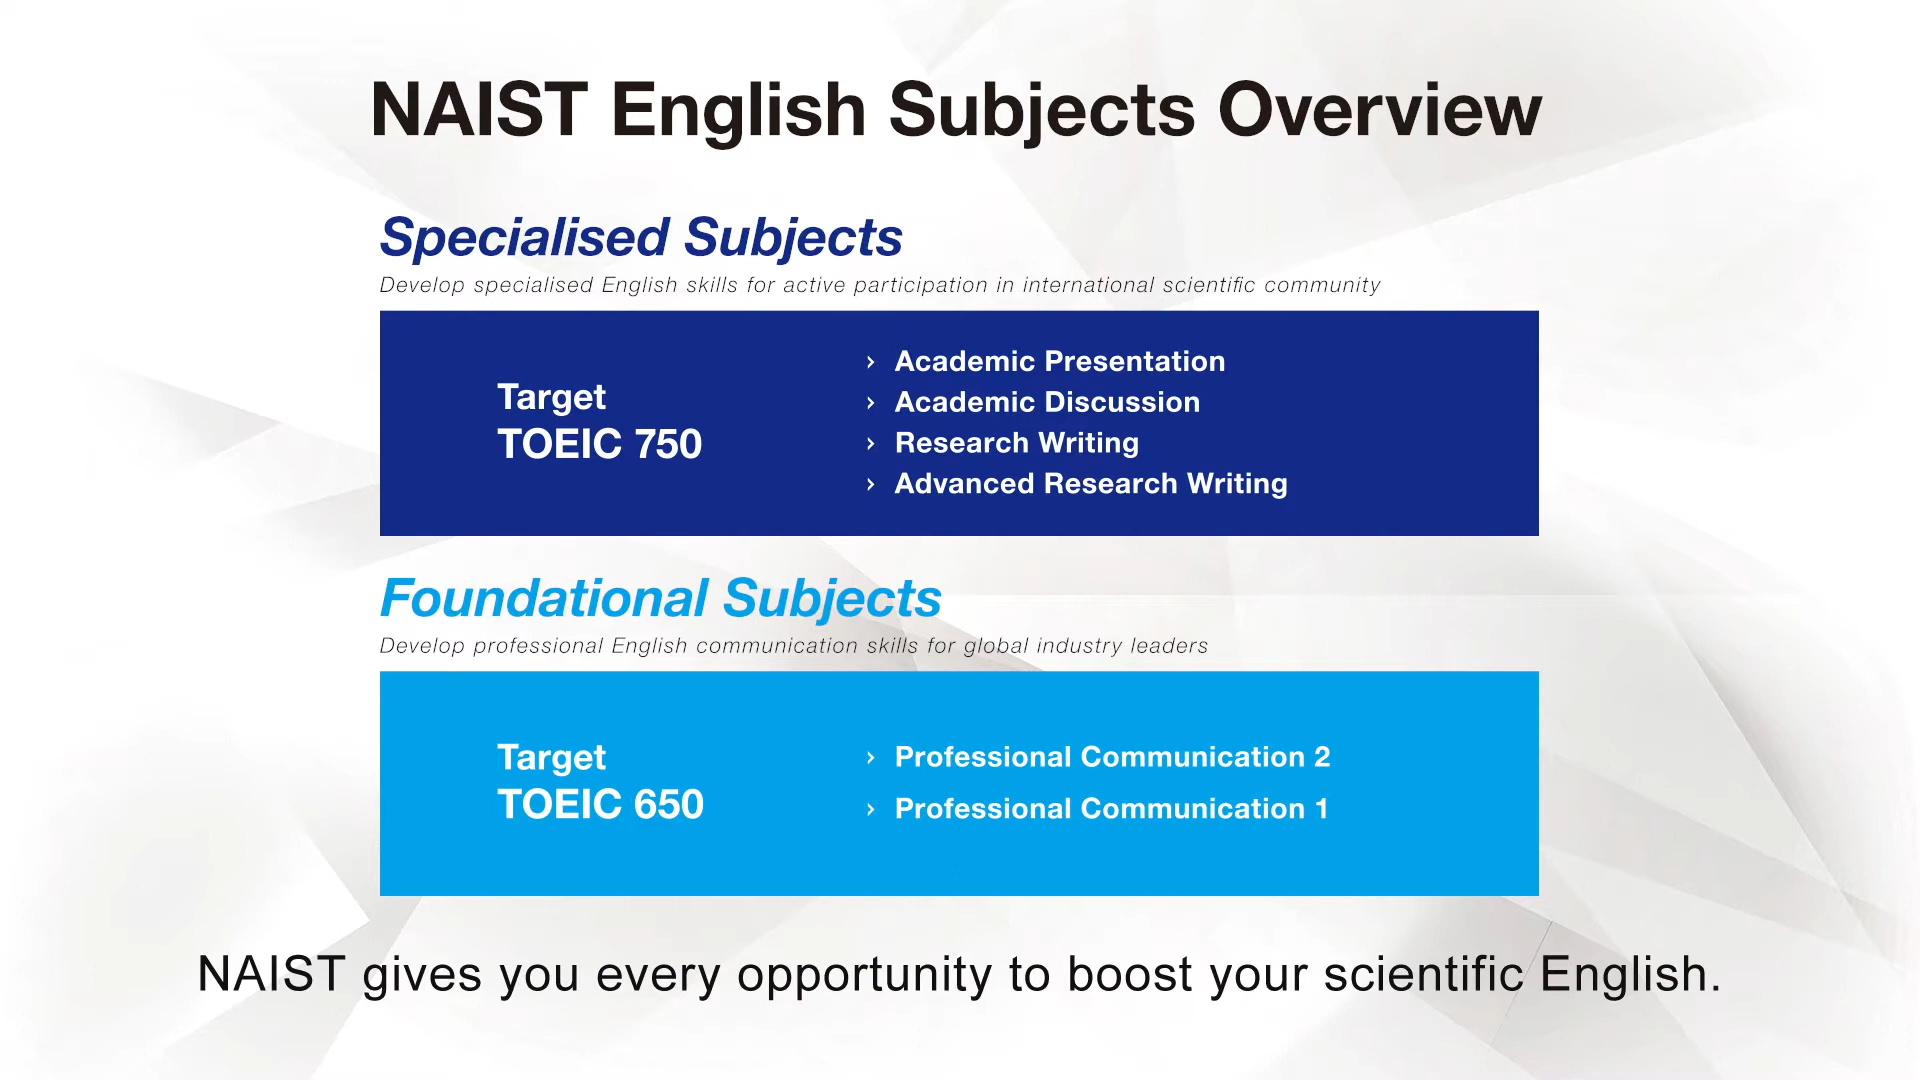 NAIST English Subjects Overview
Specialised Subjects
Develop specialised English skills for active participation in international scientific community
Target
TOEIC 750
› Academic Presentation
› Academic Discussion
› Research Writing
› Advanced Research Writing
Foundational Subjects
Develop professional English communication skills for global industry leaders
Target
TOEIC 650
› Professional Communication 2
› Professional Communication 1
NAIST gives you every opportunity to boost your scientific English.